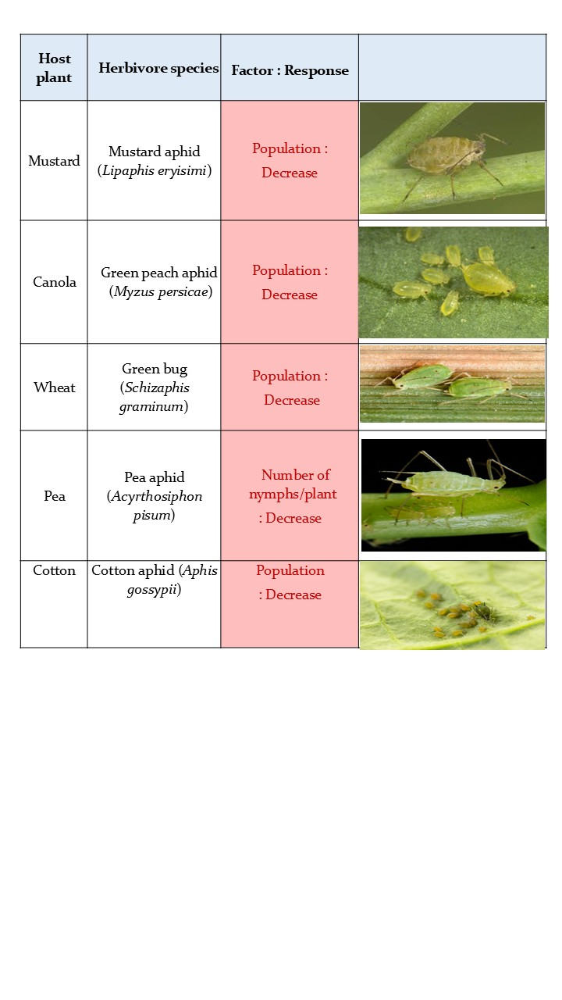 Host
plant
Herbivore species
Factor : Response
Mustard
Mustard aphid
(Lipaphis eryisimi)
Population :
Decrease
Canola
Green peach aphid
(Myzus persicae)
Population :
Decrease
Wheat
Green bug
(Schizaphis
graminum)
Population :
Decrease
Pea
Pea aphid
(Acyrthosiphon
pisum)
Number of
nymphs/plant
: Decrease
Cotton
Cotton aphid (Aphis
gossypii)
Population
: Decrease